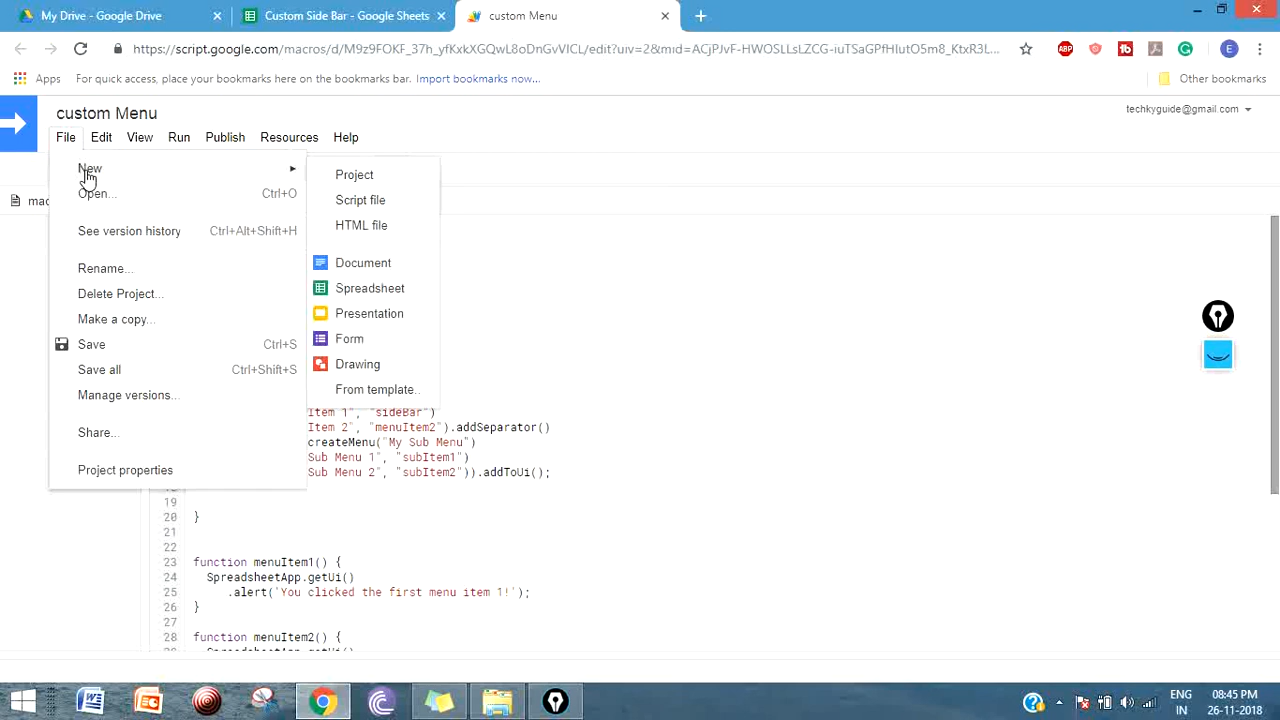 My Drive - Google Drive
Custom Side Bar - Google Sheets
custom Menu
https://script.google.com/macros/d/M9z9FOKF_37h_yfKxkXGQwL8oDnGvVICL/edit?uiv=2&mid=ACjPJvF-HWOSLLsLZCG-iuTSaGPfHlutO5m8_KtxR3L...
ABP
E
Apps
For quick access, place your bookmarks here on the bookmarks bar. Import bookmarks now...
Other bookmarks
custom Menu
techkyguide@gmail.com
File Edit View Run Publish Resources Help
New
Project
Open... Ctrl+O
Script file
mac
HTML file
See version history Ctrl+Alt+Shift+H
Document
Rename...
Spreadsheet
Delete Project...
Presentation
Make a copy...
Form
Save Ctrl+S
Drawing
Save all Ctrl+Shift+S
From template..
Manage versions...
Item 1", "sideBar")
Item 2", "menuItem2").addSeparator()
Share...
createMenu("My Sub Menu")
Sub Menu 1", "subItem1")
Project properties
Sub Menu 2", "subItem2")).addToUi();
19
20 }
21
22
23 function menuItem1() {
24 SpreadsheetApp.getUi()
25 .alert('You clicked the first menu item 1!');
26 }
27
28 function menuItem2() {
ENG
IN
08:45 PM
26-11-2018